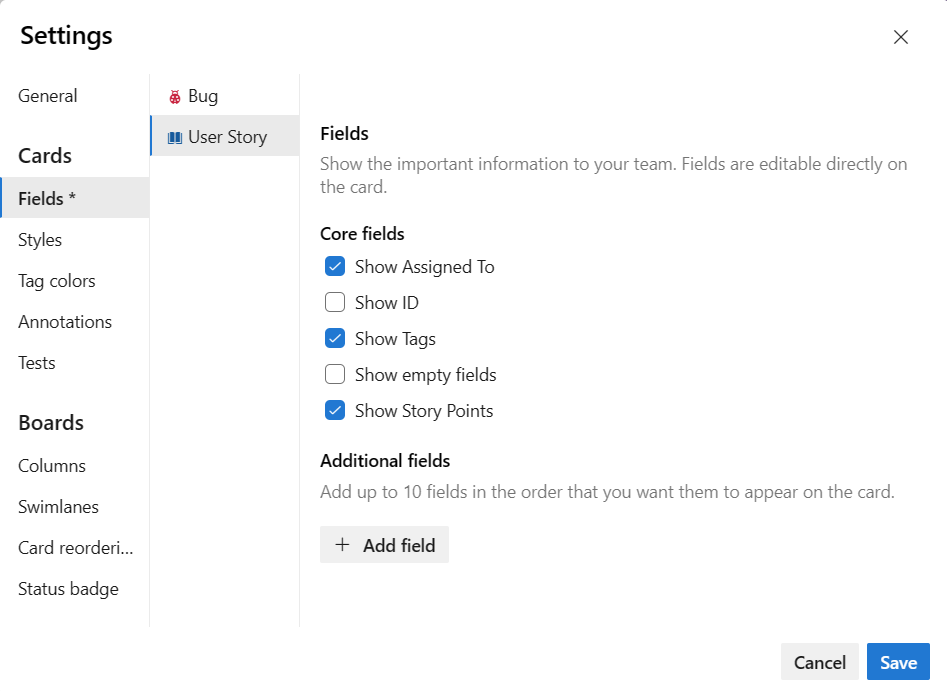 Settings
General
Cards
Fields *
Styles
Tag colors
Annotations
Tests
Boards
Columns
Swimlanes
Card reorderi...
Status badge
Bug
User Story
Fields
Show the important information to your team. Fields are editable directly on
the card.
Core fields
Show Assigned To
Show ID
Show Tags
Show empty fields
Show Story Points
Additional fields
Add up to 10 fields in the order that you want them to appear on the card.
+ Add field
Cancel
Save